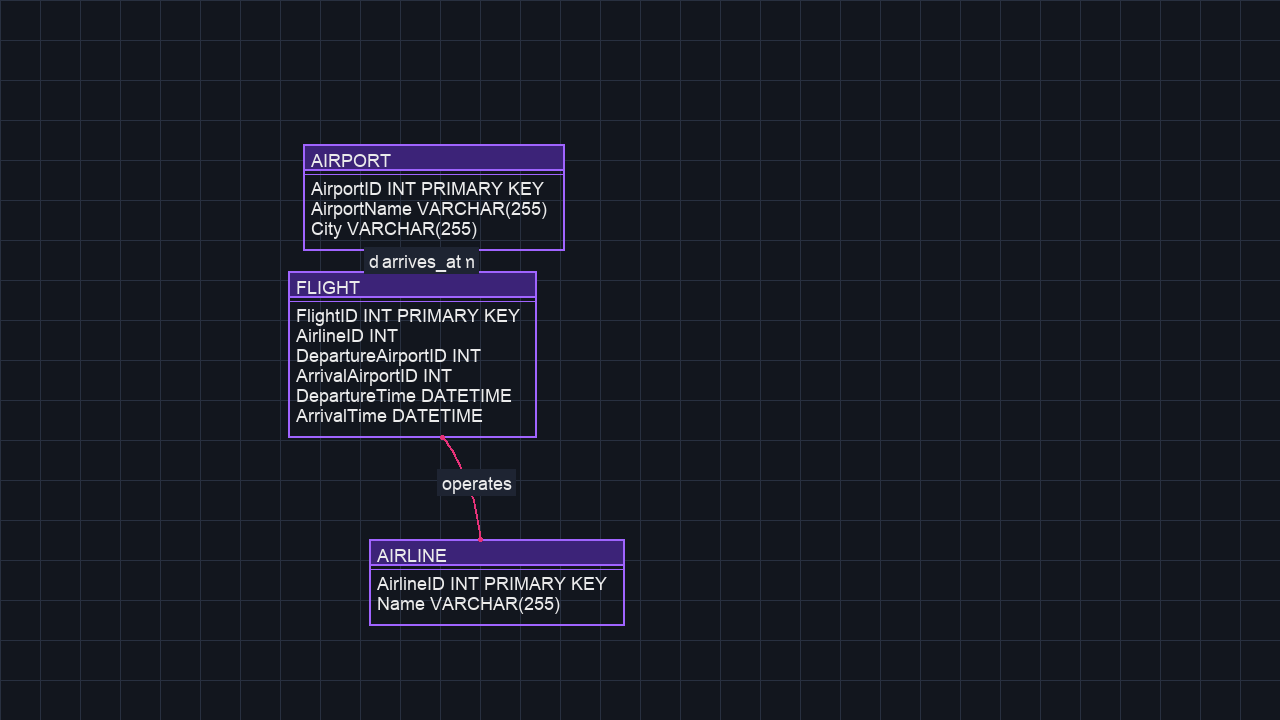 AIRPORT
AirportID INT PRIMARY KEY
AirportName VARCHAR(255)
City VARCHAR(255)
arrives_at
FLIGHT
FlightID INT PRIMARY KEY
AirlineID INT
DepartureAirportID INT
ArrivalAirportID INT
DepartureTime DATETIME
ArrivalTime DATETIME
operates
AIRLINE
AirlineID INT PRIMARY KEY
Name VARCHAR(255)